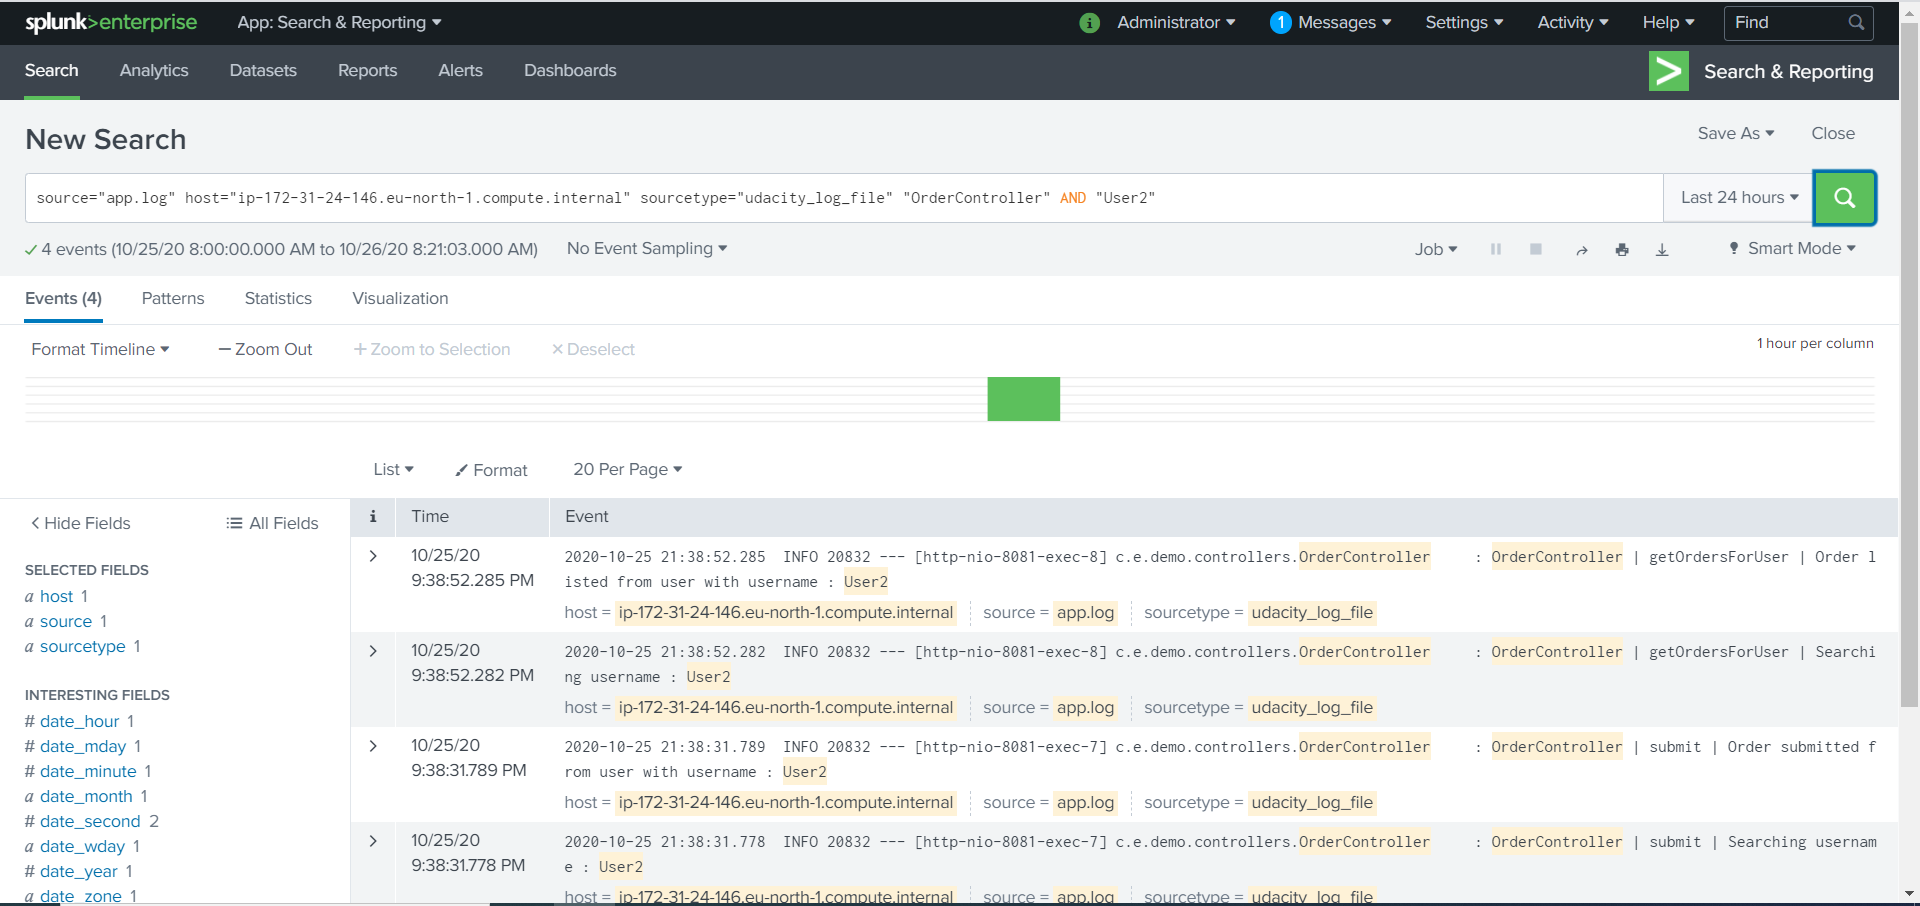 splunk>enterprise App: Search & Reporting i Administrator 1 Messages Settings Activity Help Find
Search Analytics Datasets Reports Alerts Dashboards Search & Reporting
New Search Save As Close
source="app.log" host="ip-172-31-24-146.eu-north-1.compute.internal" sourcetype="udacity_log_file" "OrderController" AND "User2" Last 24 hours
4 events (10/25/20 8:00:00.000 AM to 10/26/20 8:21:03.000 AM) No Event Sampling Job Smart Mode
Events (4) Patterns Statistics Visualization
Format Timeline — Zoom Out + Zoom to Selection × Deselect 1 hour per column
List Format 20 Per Page
< Hide Fields All Fields
SELECTED FIELDS
a host 1
a source 1
a sourcetype 1
INTERESTING FIELDS
# date_hour 1
# date_mday 1
# date_minute 1
a date_month 1
# date_second 2
a date_wday 1
# date_year 1
a date_zone 1
i Time Event
> 10/25/20 2020-10-25 21:38:52.285 INFO 20832 --- [http-nio-8081-exec-8] c.e.demo.controllers.OrderController : OrderController | getOrdersForUser | Order l
9:38:52.285 PM isted from user with username : User2
host = ip-172-31-24-146.eu-north-1.compute.internal source = app.log sourcetype = udacity_log_file
> 10/25/20 2020-10-25 21:38:52.282 INFO 20832 --- [http-nio-8081-exec-8] c.e.demo.controllers.OrderController : OrderController | getOrdersForUser | Searchi
9:38:52.282 PM ng username : User2
host = ip-172-31-24-146.eu-north-1.compute.internal source = app.log sourcetype = udacity_log_file
> 10/25/20 2020-10-25 21:38:31.789 INFO 20832 --- [http-nio-8081-exec-7] c.e.demo.controllers.OrderController : OrderController | submit | Order submitted f
9:38:31.789 PM rom user with username : User2
host = ip-172-31-24-146.eu-north-1.compute.internal source = app.log sourcetype = udacity_log_file
> 10/25/20 2020-10-25 21:38:31.778 INFO 20832 --- [http-nio-8081-exec-7] c.e.demo.controllers.OrderController : OrderController | submit | Searching usernam
9:38:31.778 PM e : User2
host = ip-172-31-24-146.eu-north-1.compute.internal source = app.log sourcetype = udacity_log_file